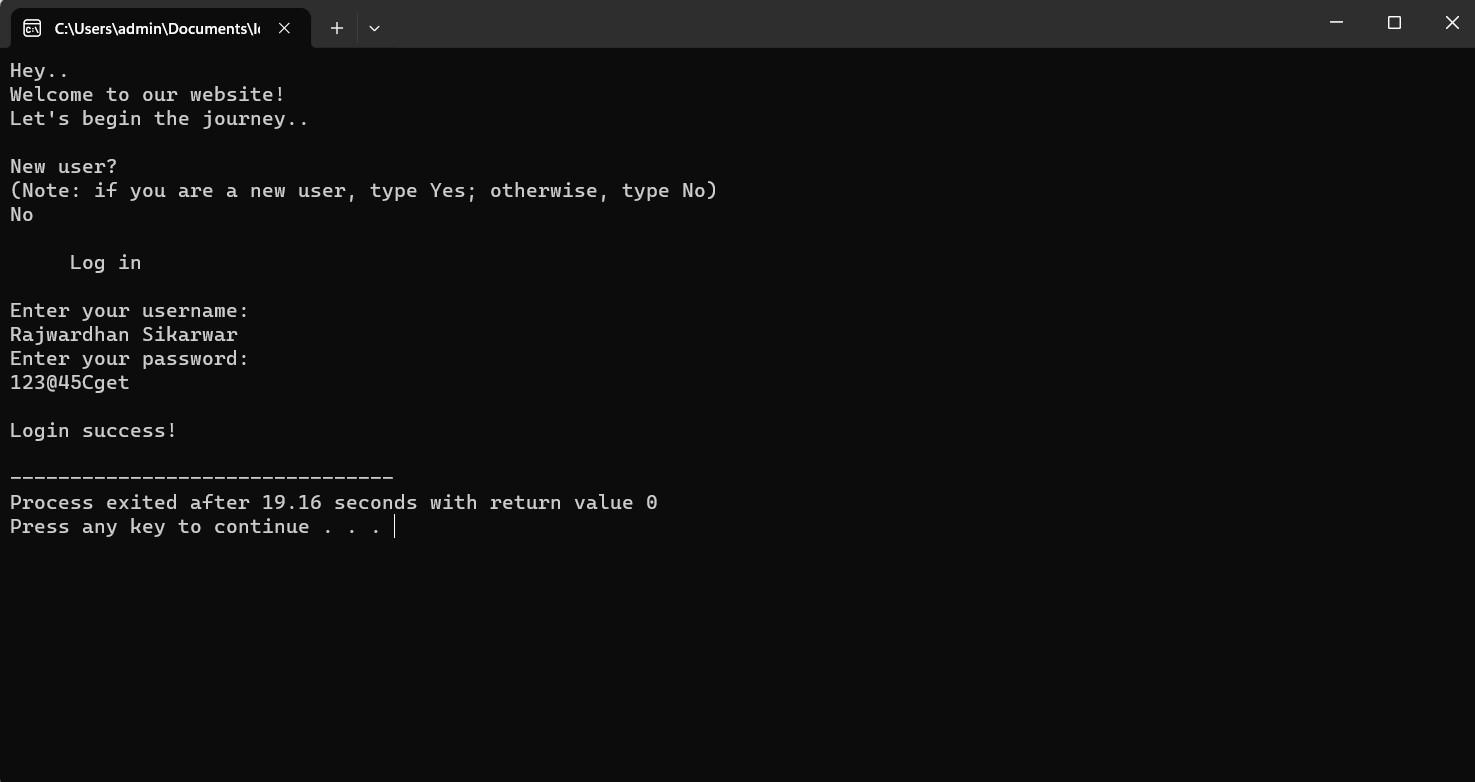 C:\Users\admin\Documents\
Hey..
Welcome to our website!
Let's begin the journey..
New user?
(Note: if you are a new user, type Yes; otherwise, type No)
No
Log in
Enter your username:
Rajwardhan Sikarwar
Enter your password:
123@45Cget
Login success!
--------------------------------
Process exited after 19.16 seconds with return value 0
Press any key to continue . . .